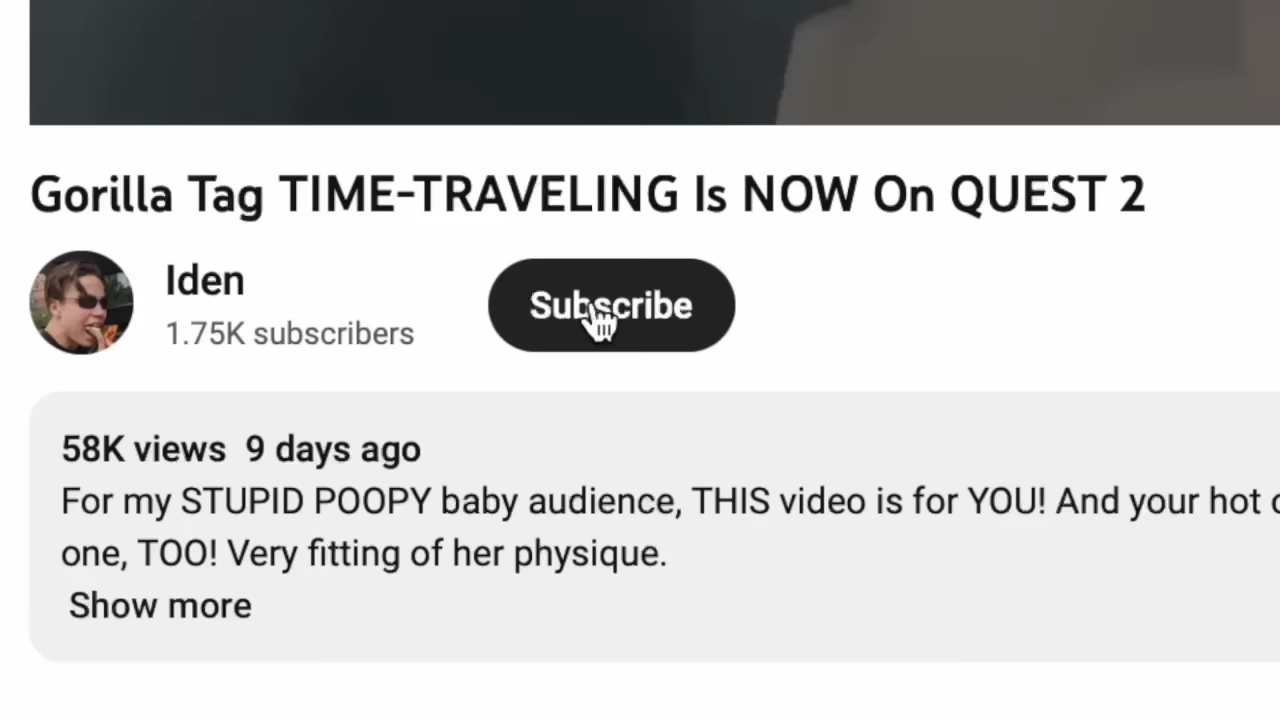 Gorilla Tag TIME-TRAVELING Is NOW On QUEST 2
Iden
Subscribe
1.75K subscribers
58K views 9 days ago
For my STUPID POOPY baby audience, THIS video is for YOU! And your hot
one, TOO! Very fitting of her physique.
Show more